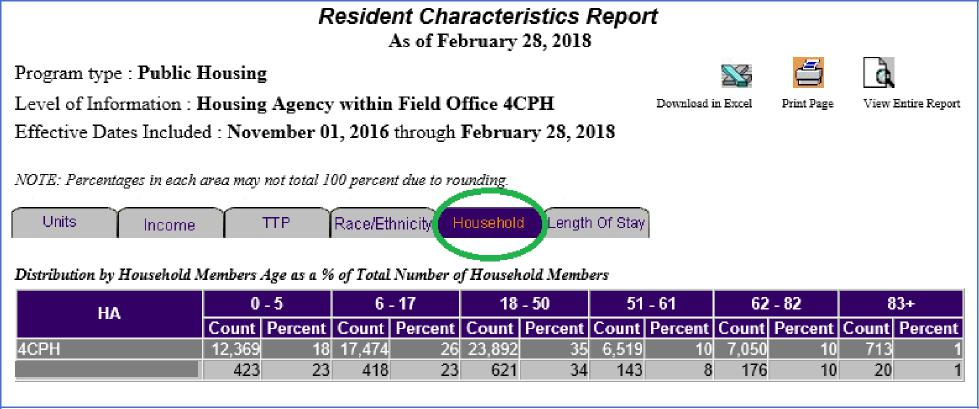 Resident Characteristics Report
As of February 28, 2018
Program type : Public Housing
Level of Information : Housing Agency within Field Office 4CPH
Effective Dates Included : November 01, 2016 through February 28, 2018
Download in Excel Print Page View Entire Report
NOTE: Percentages in each area may not total 100 percent due to rounding.
Units Income TTP Race/Ethnicity Household Length Of Stay
Distribution by Household Members Age as a % of Total Number of Household Members
HA 0 - 5 6 - 17 18 - 50 51 - 61 62 - 82 83+
Count Percent Count Percent Count Percent Count Percent Count Percent Count Percent
4CPH 12,369 18 17,474 26 23,892 35 6,519 10 7,050 10 713 1
423 23 418 23 621 34 143 8 176 10 20 1